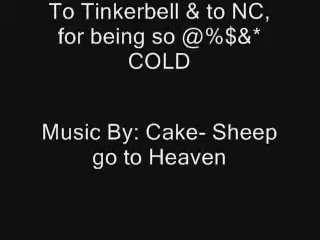 To Tinkerbell & to NC,
for being so @%$&*
COLD
Music By: Cake- Sheep
go to Heaven